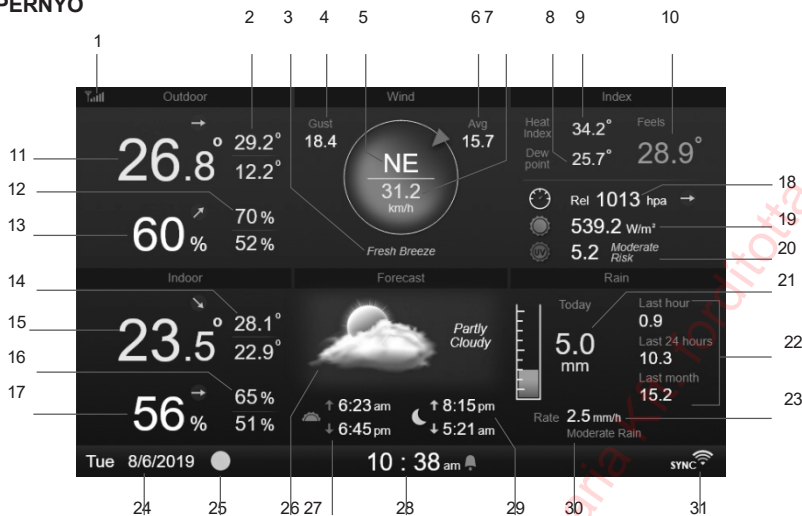 PERNYŐ
2 3 4 5 6 7 8 9 10
1
Outdoor
26.8°
29.2°
12.2°
60%
70%
52%
Wind
Gust
18.4
Avg
15.7
NE
31.2
km/h
Fresh Breeze
Index
Heat Index
34.2°
Dew point
25.7°
Feels
28.9°
Rel 1013 hpa
539.2 W/m²
UV
5.2 Moderate Risk
11
12
13
14
15
16
17
18
19
20
21
22
23
Indoor
23.5°
28.1°
22.9°
56%
65%
51%
Forecast
Partly Cloudy
↑ 6:23 am
↓ 6:45 pm
↑ 8:15 pm
↓ 5:21 am
Rain
Today
5.0
mm
Last hour
0.9
Last 24 hours
10.3
Last month
15.2
Rate 2.5 mm/h
Moderate Rain
Tue 8/6/2019
10 : 38 am
SYNC
24 25 26 27 28 29 30 31